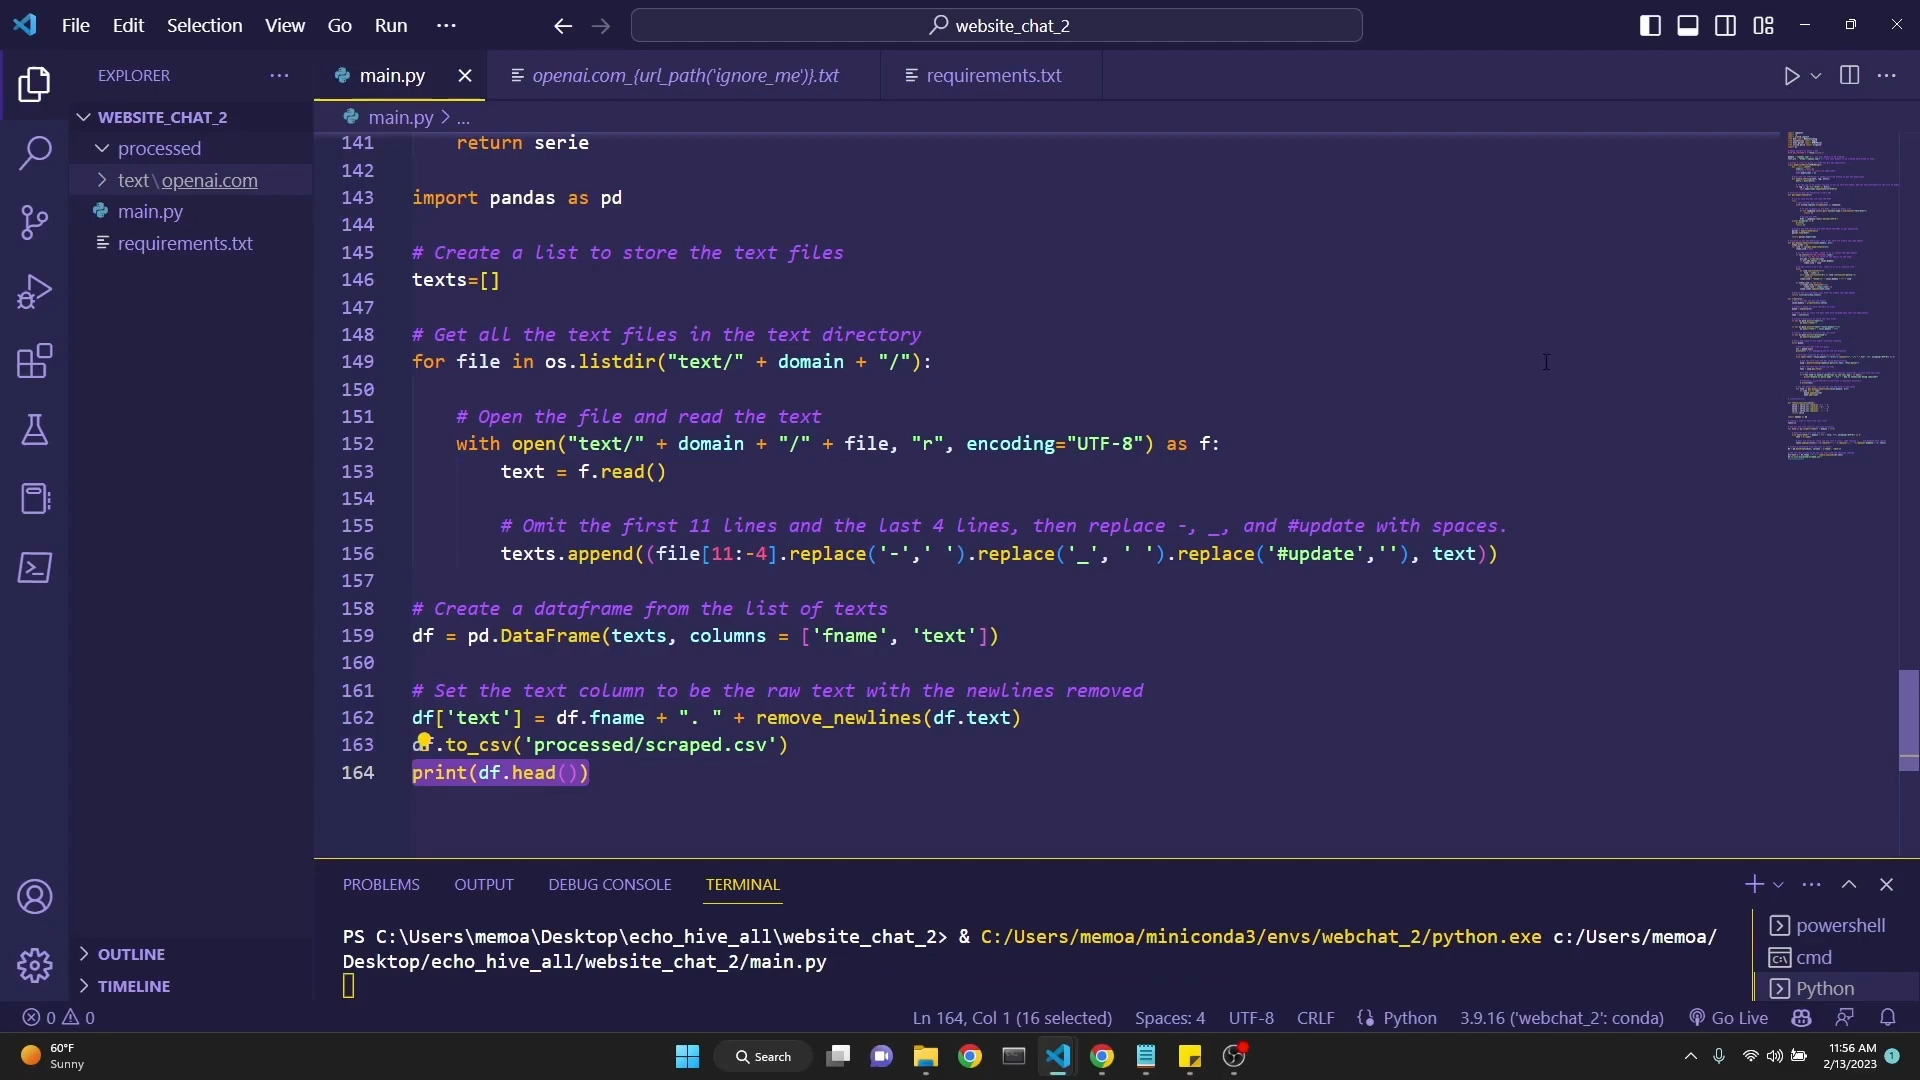 File Edit Selection View Go Run ...
website_chat_2
EXPLORER
WEBSITE_CHAT_2
processed
text\openai.com
main.py
requirements.txt
OUTLINE
TIMELINE
main.py
openai.com_{url_path('ignore_me')}.txt
requirements.txt
main.py > ...
141 return serie
142
143 import pandas as pd
144
145 # Create a list to store the text files
146 texts=[]
147
148 # Get all the text files in the text directory
149 for file in os.listdir("text/" + domain + "/"):
150
151 # Open the file and read the text
152 with open("text/" + domain + "/" + file, "r", encoding="UTF-8") as f:
153 text = f.read()
154
155 # Omit the first 11 lines and the last 4 lines, then replace -, _, and #update with spaces.
156 texts.append((file[11:-4].replace('-',' ').replace('_', ' ').replace('#update',''), text))
157
158 # Create a dataframe from the list of texts
159 df = pd.DataFrame(texts, columns = ['fname', 'text'])
160
161 # Set the text column to be the raw text with the newlines removed
162 df['text'] = df.fname + ". " + remove_newlines(df.text)
163 df.to_csv('processed/scraped.csv')
164 print(df.head())
PROBLEMS OUTPUT DEBUG CONSOLE TERMINAL
PS C:\Users\memoa\Desktop\echo_hive_all\website_chat_2> & C:/Users/memoa/miniconda3/envs/webchat_2/python.exe c:/Users/memoa/
Desktop/echo_hive_all/website_chat_2/main.py
powershell
cmd
Python
0 0
Ln 164, Col 1 (16 selected) Spaces: 4 UTF-8 CRLF Python 3.9.16 ('webchat_2': conda) Go Live
60°F
Sunny
Search
11:56 AM
2/13/2023
1